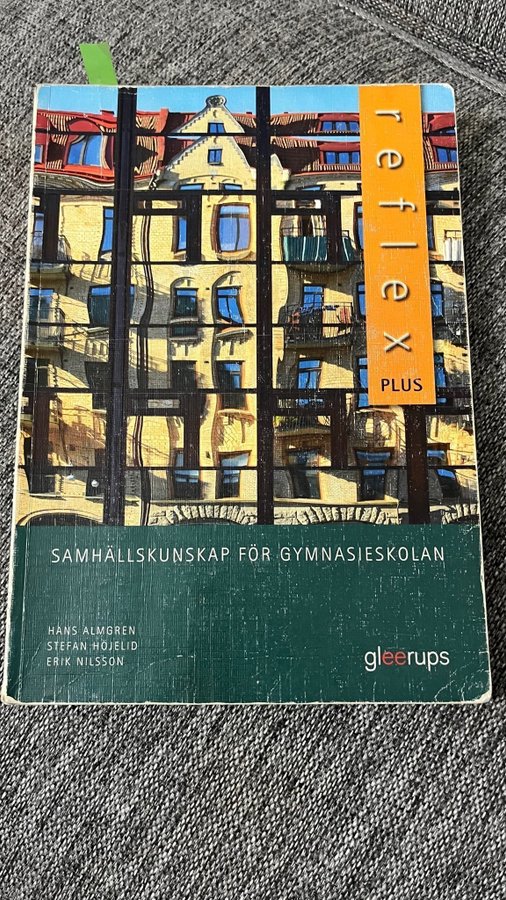 reflex
PLUS
SAMHÄLLSKUNSKAP FÖR GYMNASIESKOLAN
HANS ALMGREN
STEFAN HÖJELID
ERIK NILSSON
gleerups